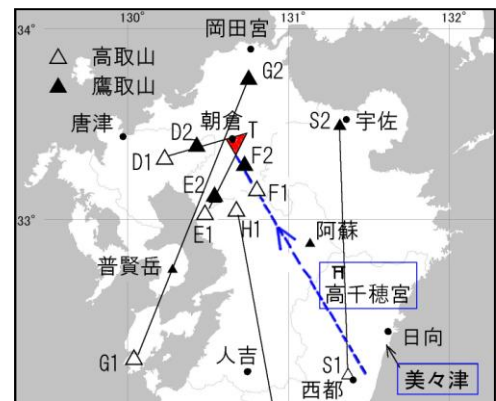 130゜
131゜
132゜
34゜
岡田宮
△ 高取山
▲ 鷹取山
G2
唐津
朝倉
T
S2
宇佐
D2
D1
F2
E2
F1
33゜
E1
H1
阿蘇
普賢岳
高千穂宮
日向
G1
人吉
S1
西都
美々津